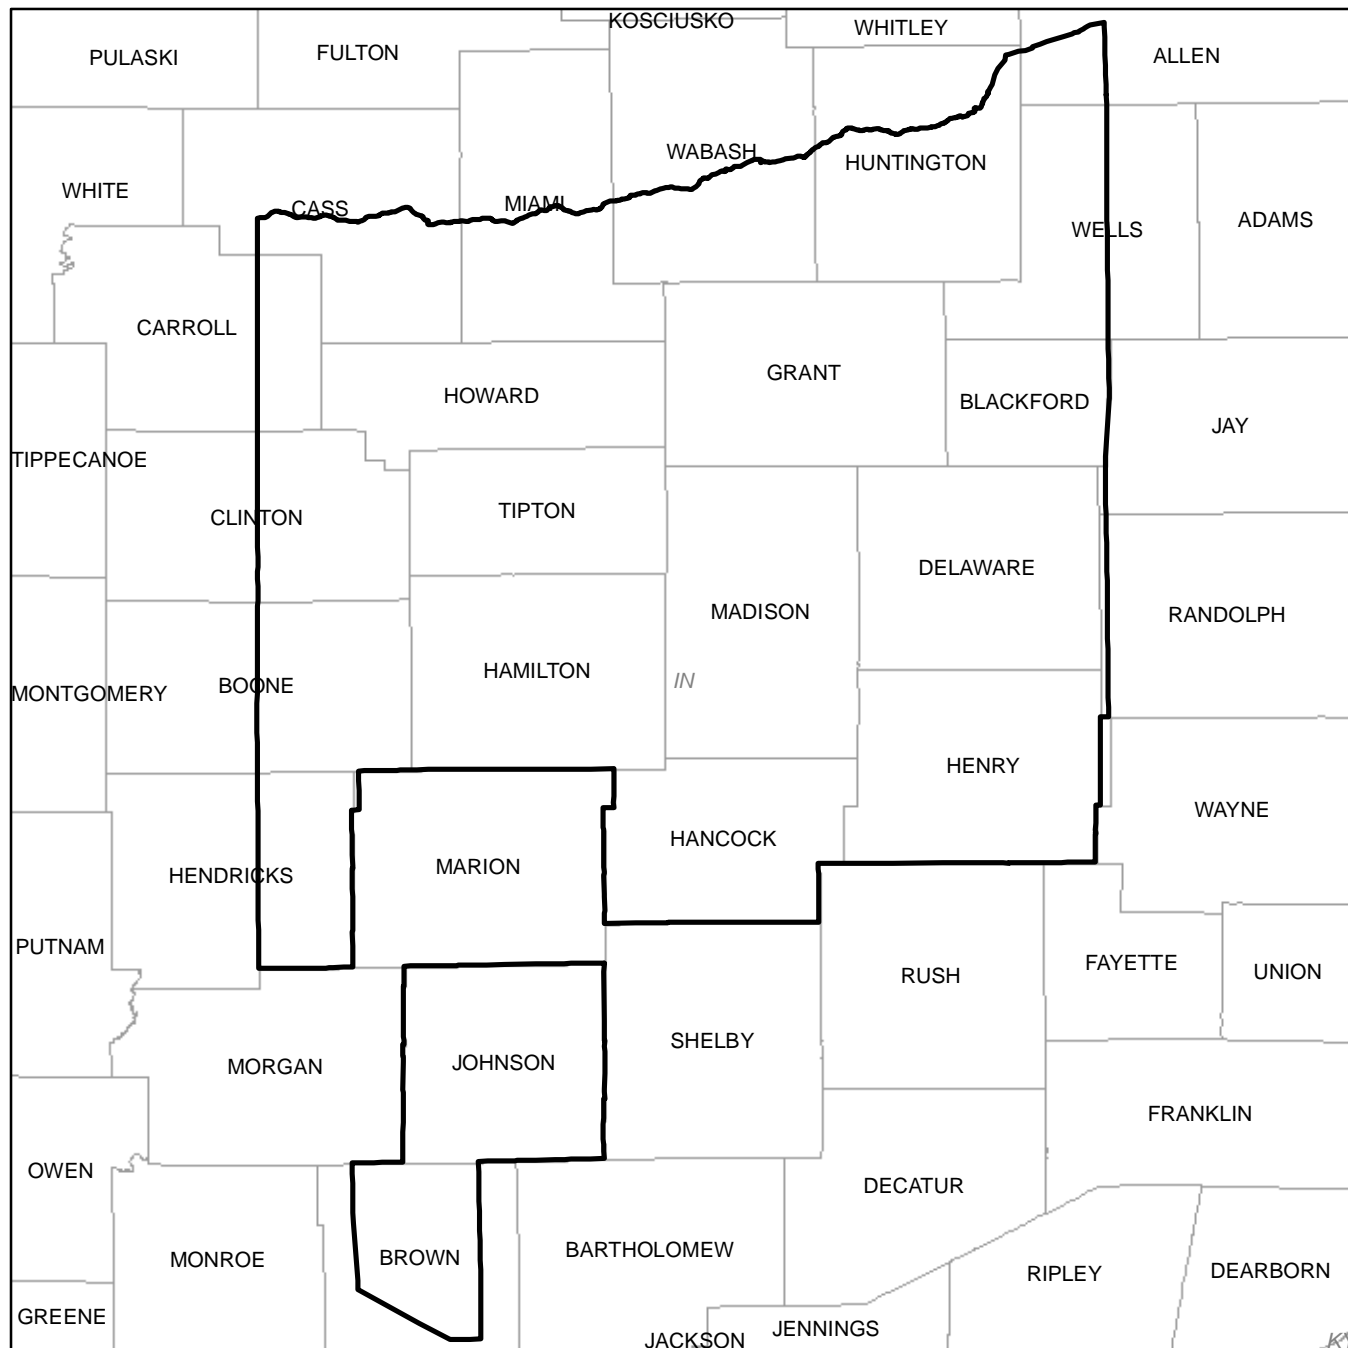 KOSCIUSKO
WHITLEY
PULASKI
FULTON
ALLEN
WABASH
HUNTINGTON
WHITE
CASS
MIAMI
WELLS
ADAMS
CARROLL
GRANT
HOWARD
BLACKFORD
JAY
TIPPECANOE
CLINTON
TIPTON
DELAWARE
MADISON
RANDOLPH
HAMILTON
IN
BOONE
MONTGOMERY
HENRY
WAYNE
HANCOCK
MARION
HENDRICKS
PUTNAM
RUSH
FAYETTE
UNION
SHELBY
JOHNSON
MORGAN
FRANKLIN
OWEN
DECATUR
BARTHOLOMEW
BROWN
MONROE
RIPLEY
DEARBORN
GREENE
JENNINGS
JACKSON